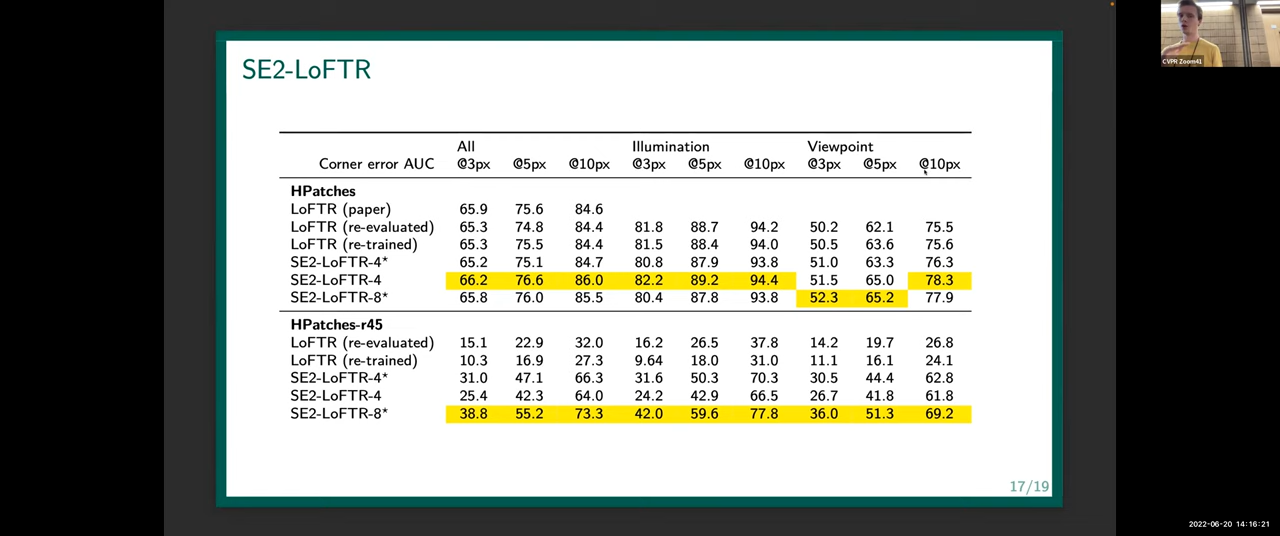 SE2-LoFTR
All Illumination Viewpoint
Corner error AUC @3px @5px @10px @3px @5px @10px @3px @5px @10px
HPatches
LoFTR (paper) 65.9 75.6 84.6
LoFTR (re-evaluated) 65.3 74.8 84.4 81.8 88.7 94.2 50.2 62.1 75.5
LoFTR (re-trained) 65.3 75.5 84.4 81.5 88.4 94.0 50.5 63.6 75.6
SE2-LoFTR-4* 65.2 75.1 84.7 80.8 87.9 93.8 51.0 63.3 76.3
SE2-LoFTR-4 66.2 76.6 86.0 82.2 89.2 94.4 51.5 65.0 78.3
SE2-LoFTR-8* 65.8 76.0 85.5 80.4 87.8 93.8 52.3 65.2 77.9
HPatches-r45
LoFTR (re-evaluated) 15.1 22.9 32.0 16.2 26.5 37.8 14.2 19.7 26.8
LoFTR (re-trained) 10.3 16.9 27.3 9.64 18.0 31.0 11.1 16.1 24.1
SE2-LoFTR-4* 31.0 47.1 66.3 31.6 50.3 70.3 30.5 44.4 62.8
SE2-LoFTR-4 25.4 42.3 64.0 24.2 42.9 66.5 26.7 41.8 61.8
SE2-LoFTR-8* 38.8 55.2 73.3 42.0 59.6 77.8 36.0 51.3 69.2
17/19
CVPR Zoom41
2022-06-20 14:16:21